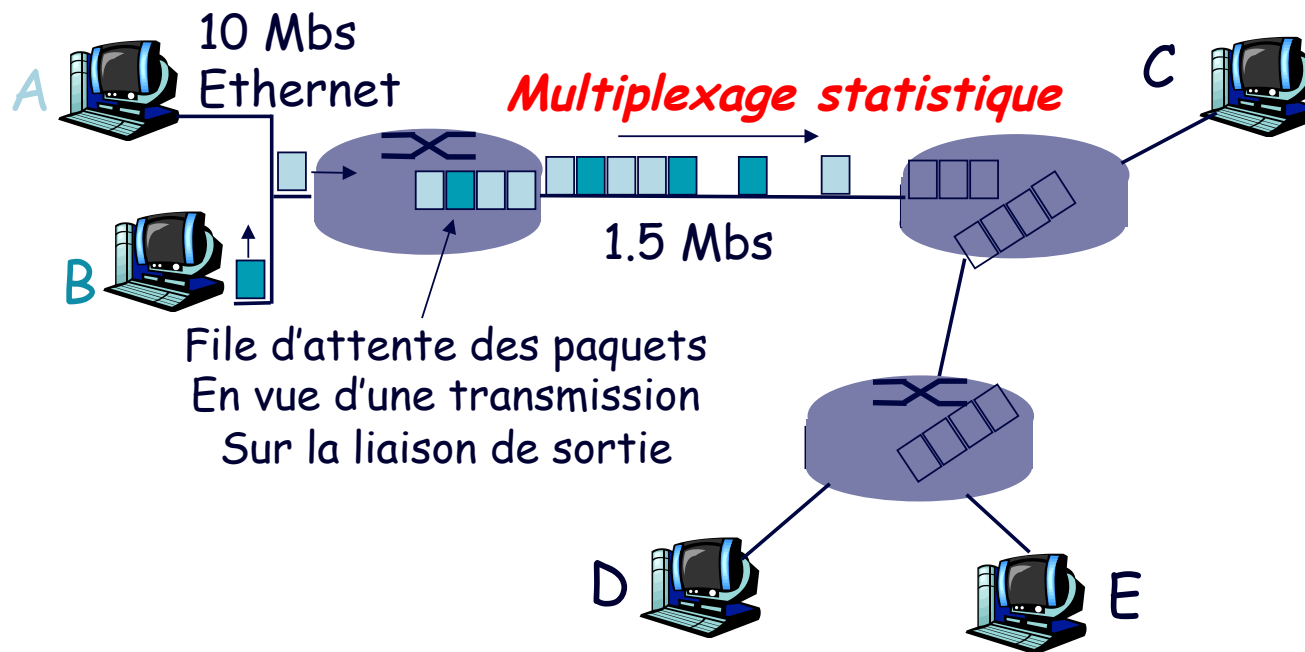 10 Mbs
Ethernet
A
Multiplexage statistique
C
1.5 Mbs
B
File d'attente des paquets
En vue d'une transmission
Sur la liaison de sortie
D
E